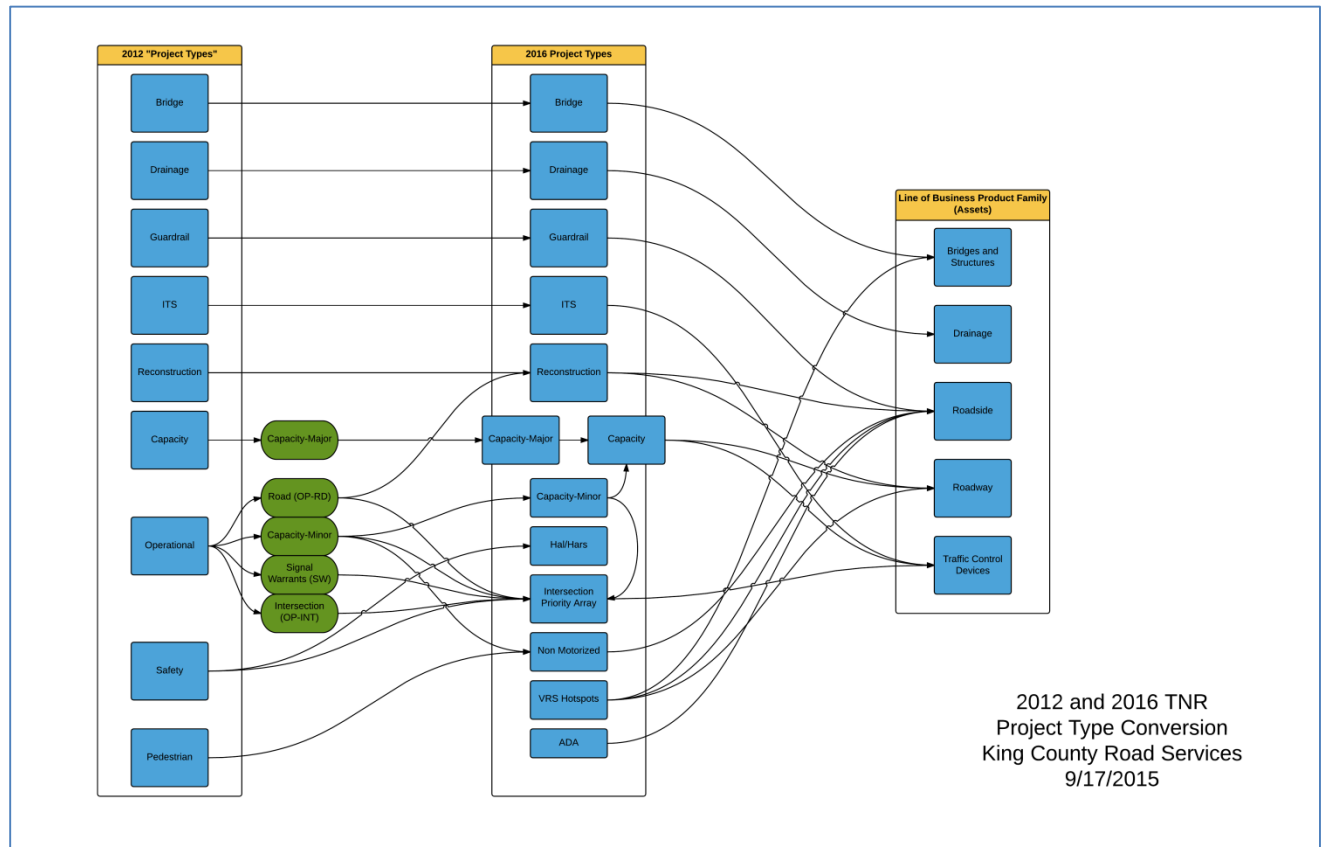 2012 "Project Types"
Bridge
Drainage
Guardrail
ITS
Reconstruction
Capacity
Operational
Safety
Pedestrian
Capacity-Major
Road (OP-RD)
Capacity-Minor
Signal
Warrants (SW)
Intersection
(OP-INT)
2016 Project Types
Bridge
Drainage
Guardrail
ITS
Reconstruction
Capacity-Major
Capacity
Capacity-Minor
Hal/Hars
Intersection
Priority Array
Non Motorized
VRS Hotspots
ADA
Line of Business Product Family
(Assets)
Bridges and
Structures
Drainage
Roadside
Roadway
Traffic Control
Devices
2012 and 2016 TNR
Project Type Conversion
King County Road Services
9/17/2015